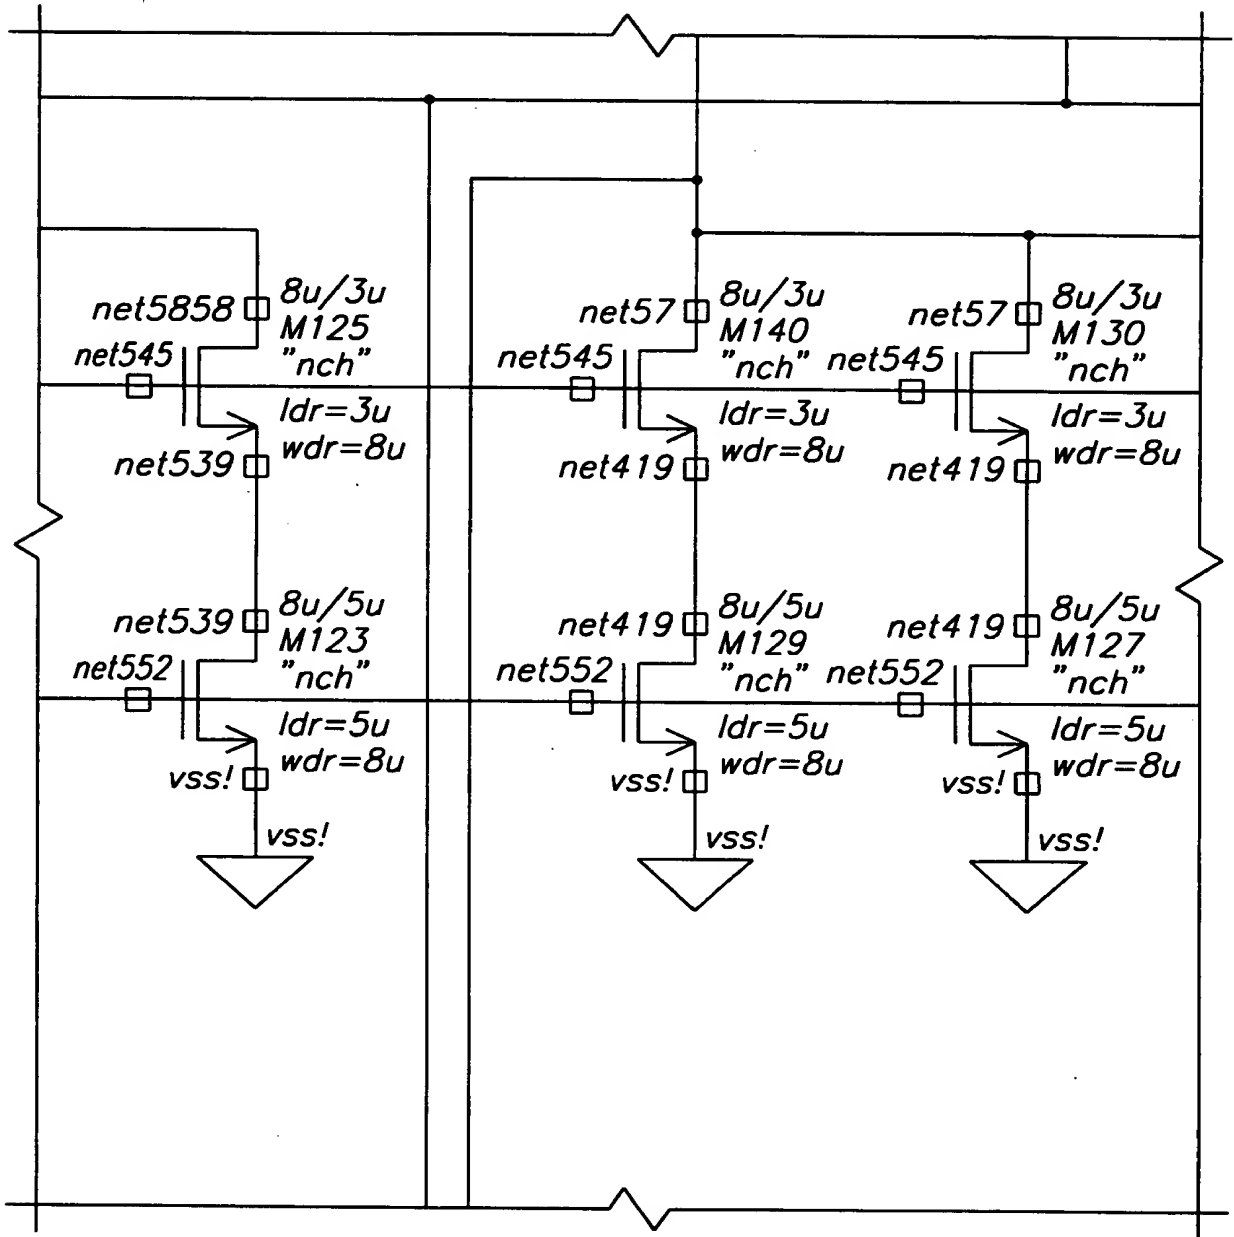 net5858
8u/3u
M125
"nch"
net545
ldr=3u
wdr=8u
net539
net57
8u/3u
M140
"nch"
net545
ldr=3u
wdr=8u
net419
net57
8u/3u
M130
"nch"
net545
ldr=3u
wdr=8u
net419
net539
8u/5u
M123
"nch"
net552
ldr=5u
wdr=8u
vss!
vss!
net419
8u/5u
M129
"nch"
net552
ldr=5u
wdr=8u
vss!
vss!
net419
8u/5u
M127
"nch"
net552
ldr=5u
wdr=8u
vss!
vss!